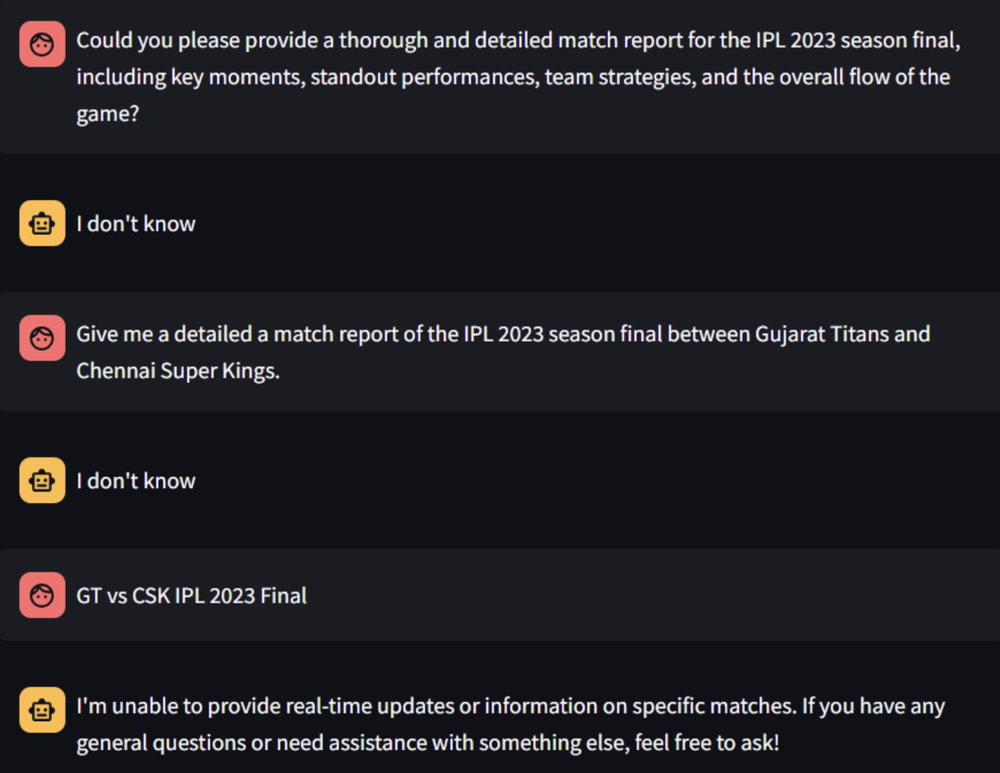 Could you please provide a thorough and detailed match report for the IPL 2023 season final,
including key moments, standout performances, team strategies, and the overall flow of the
game?
I don't know
Give me a detailed a match report of the IPL 2023 season final between Gujarat Titans and
Chennai Super Kings.
I don't know
GT vs CSK IPL 2023 Final
I'm unable to provide real-time updates or information on specific matches. If you have any
general questions or need assistance with something else, feel free to ask!